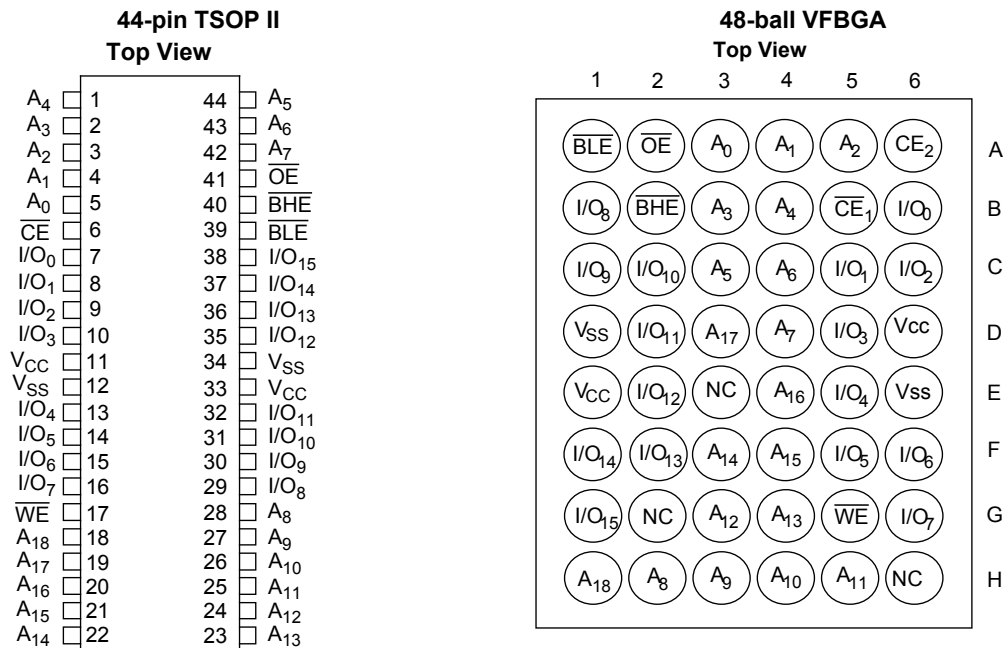 44-pin TSOP II
Top View
A4 1 44 A5
A3 2 43 A6
A2 3 42 A7
A1 4 41 OE
A0 5 40 BHE
CE 6 39 BLE
I/O0 7 38 I/O15
I/O1 8 37 I/O14
I/O2 9 36 I/O13
I/O3 10 35 I/O12
VCC 11 34 VSS
VSS 12 33 VCC
I/O4 13 32 I/O11
I/O5 14 31 I/O10
I/O6 15 30 I/O9
I/O7 16 29 I/O8
WE 17 28 A8
A18 18 27 A9
A17 19 26 A10
A16 20 25 A11
A15 21 24 A12
A14 22 23 A13
48-ball VFBGA
Top View
1 2 3 4 5 6
BLE OE A0 A1 A2 CE2 A
I/O8 BHE A3 A4 CE1 I/O0 B
I/O9 I/O10 A5 A6 I/O1 I/O2 C
VSS I/O11 A17 A7 I/O3 Vcc D
VCC I/O12 NC A16 I/O4 Vss E
I/O14 I/O13 A14 A15 I/O5 I/O6 F
I/O15 NC A12 A13 WE I/O7 G
A18 A8 A9 A10 A11 NC H